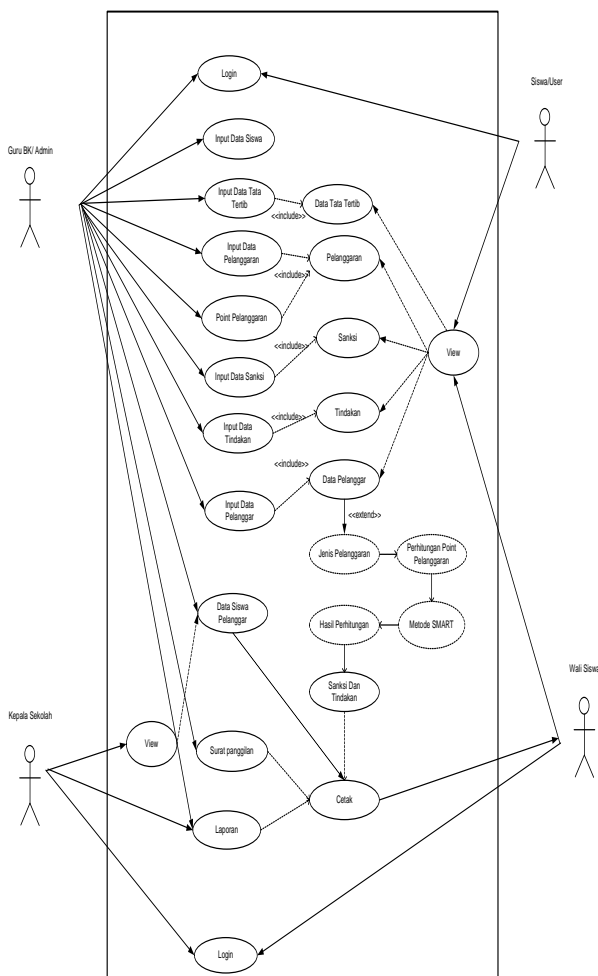 Login
Siswa/User
Input Data Siswa
Guru BK/ Admin
Input Data Tata
Tertib
Data Tata Tertib
<<include>>
Input Data
Pelanggaran
Pelanggaran
<<include>>
Point Pelanggaran
Sanksi
<<include>>
View
Input Data Sanksi
Tindakan
<<include>>
Input Data
Tindakan
<<include>>
Data Pelanggar
Input Data
Pelanggar
<<extend>>
Jenis Pelanggaran
Perhitungan Point
Pelanggaran
Data Siswa
Pelanggar
Hasil Perhitungan
Metode SMART
Wali Siswa
Sanksi Dan
Tindakan
Kepala Sekolah
View
Surat panggilan
Cetak
Laporan
Login